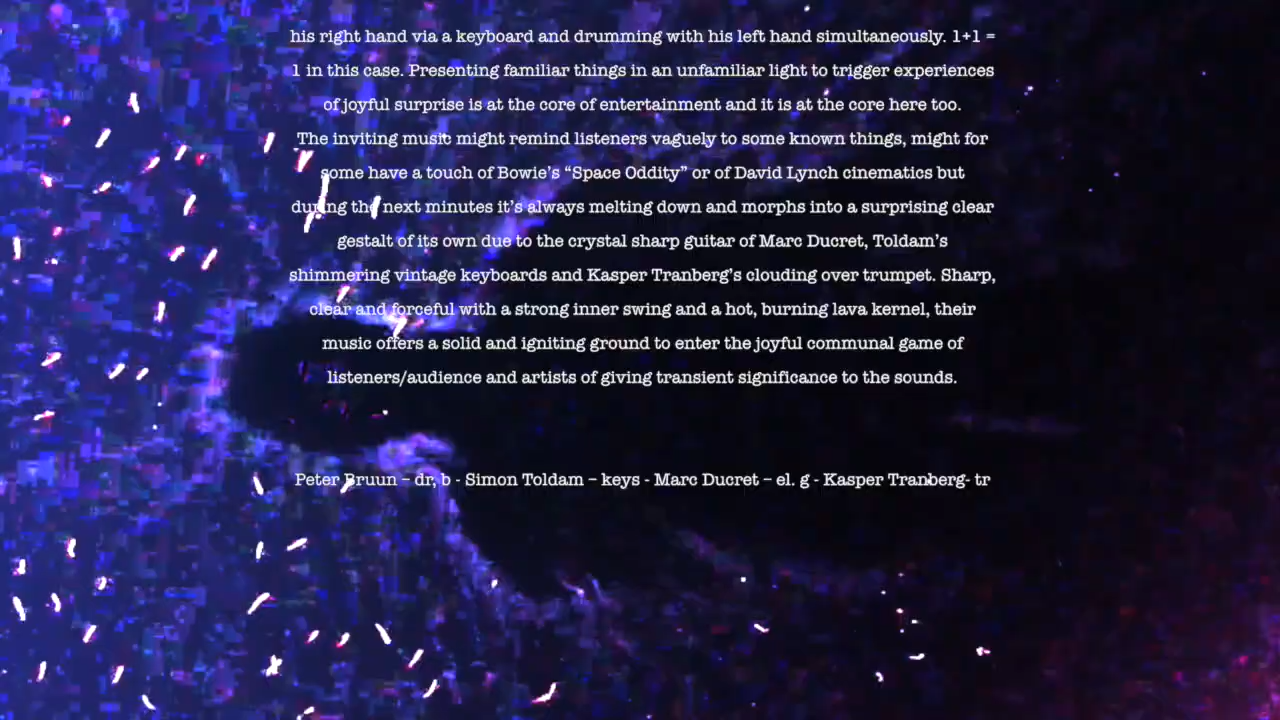 his right hand via a keyboard and drumming with his left hand simultaneously. 1+1 =
1 in this case. Presenting familiar things in an unfamiliar light to trigger experiences
of joyful surprise is at the core of entertainment and it is at the core here too.
The inviting music might remind listeners vaguely to some known things, might for
some have a touch of Bowie’s “Space Oddity” or of David Lynch cinematics but
during the next minutes it’s always melting down and morphs into a surprising clear
gestalt of its own due to the crystal sharp guitar of Marc Ducret, Toldam’s
shimmering vintage keyboards and Kasper Tranberg’s clouding over trumpet. Sharp,
clear and forceful with a strong inner swing and a hot, burning lava kernel, their
music offers a solid and igniting ground to enter the joyful communal game of
listeners/audience and artists of giving transient significance to the sounds.
Peter Bruun – dr, b - Simon Toldam – keys - Marc Ducret – el. g - Kasper Tranberg- tr